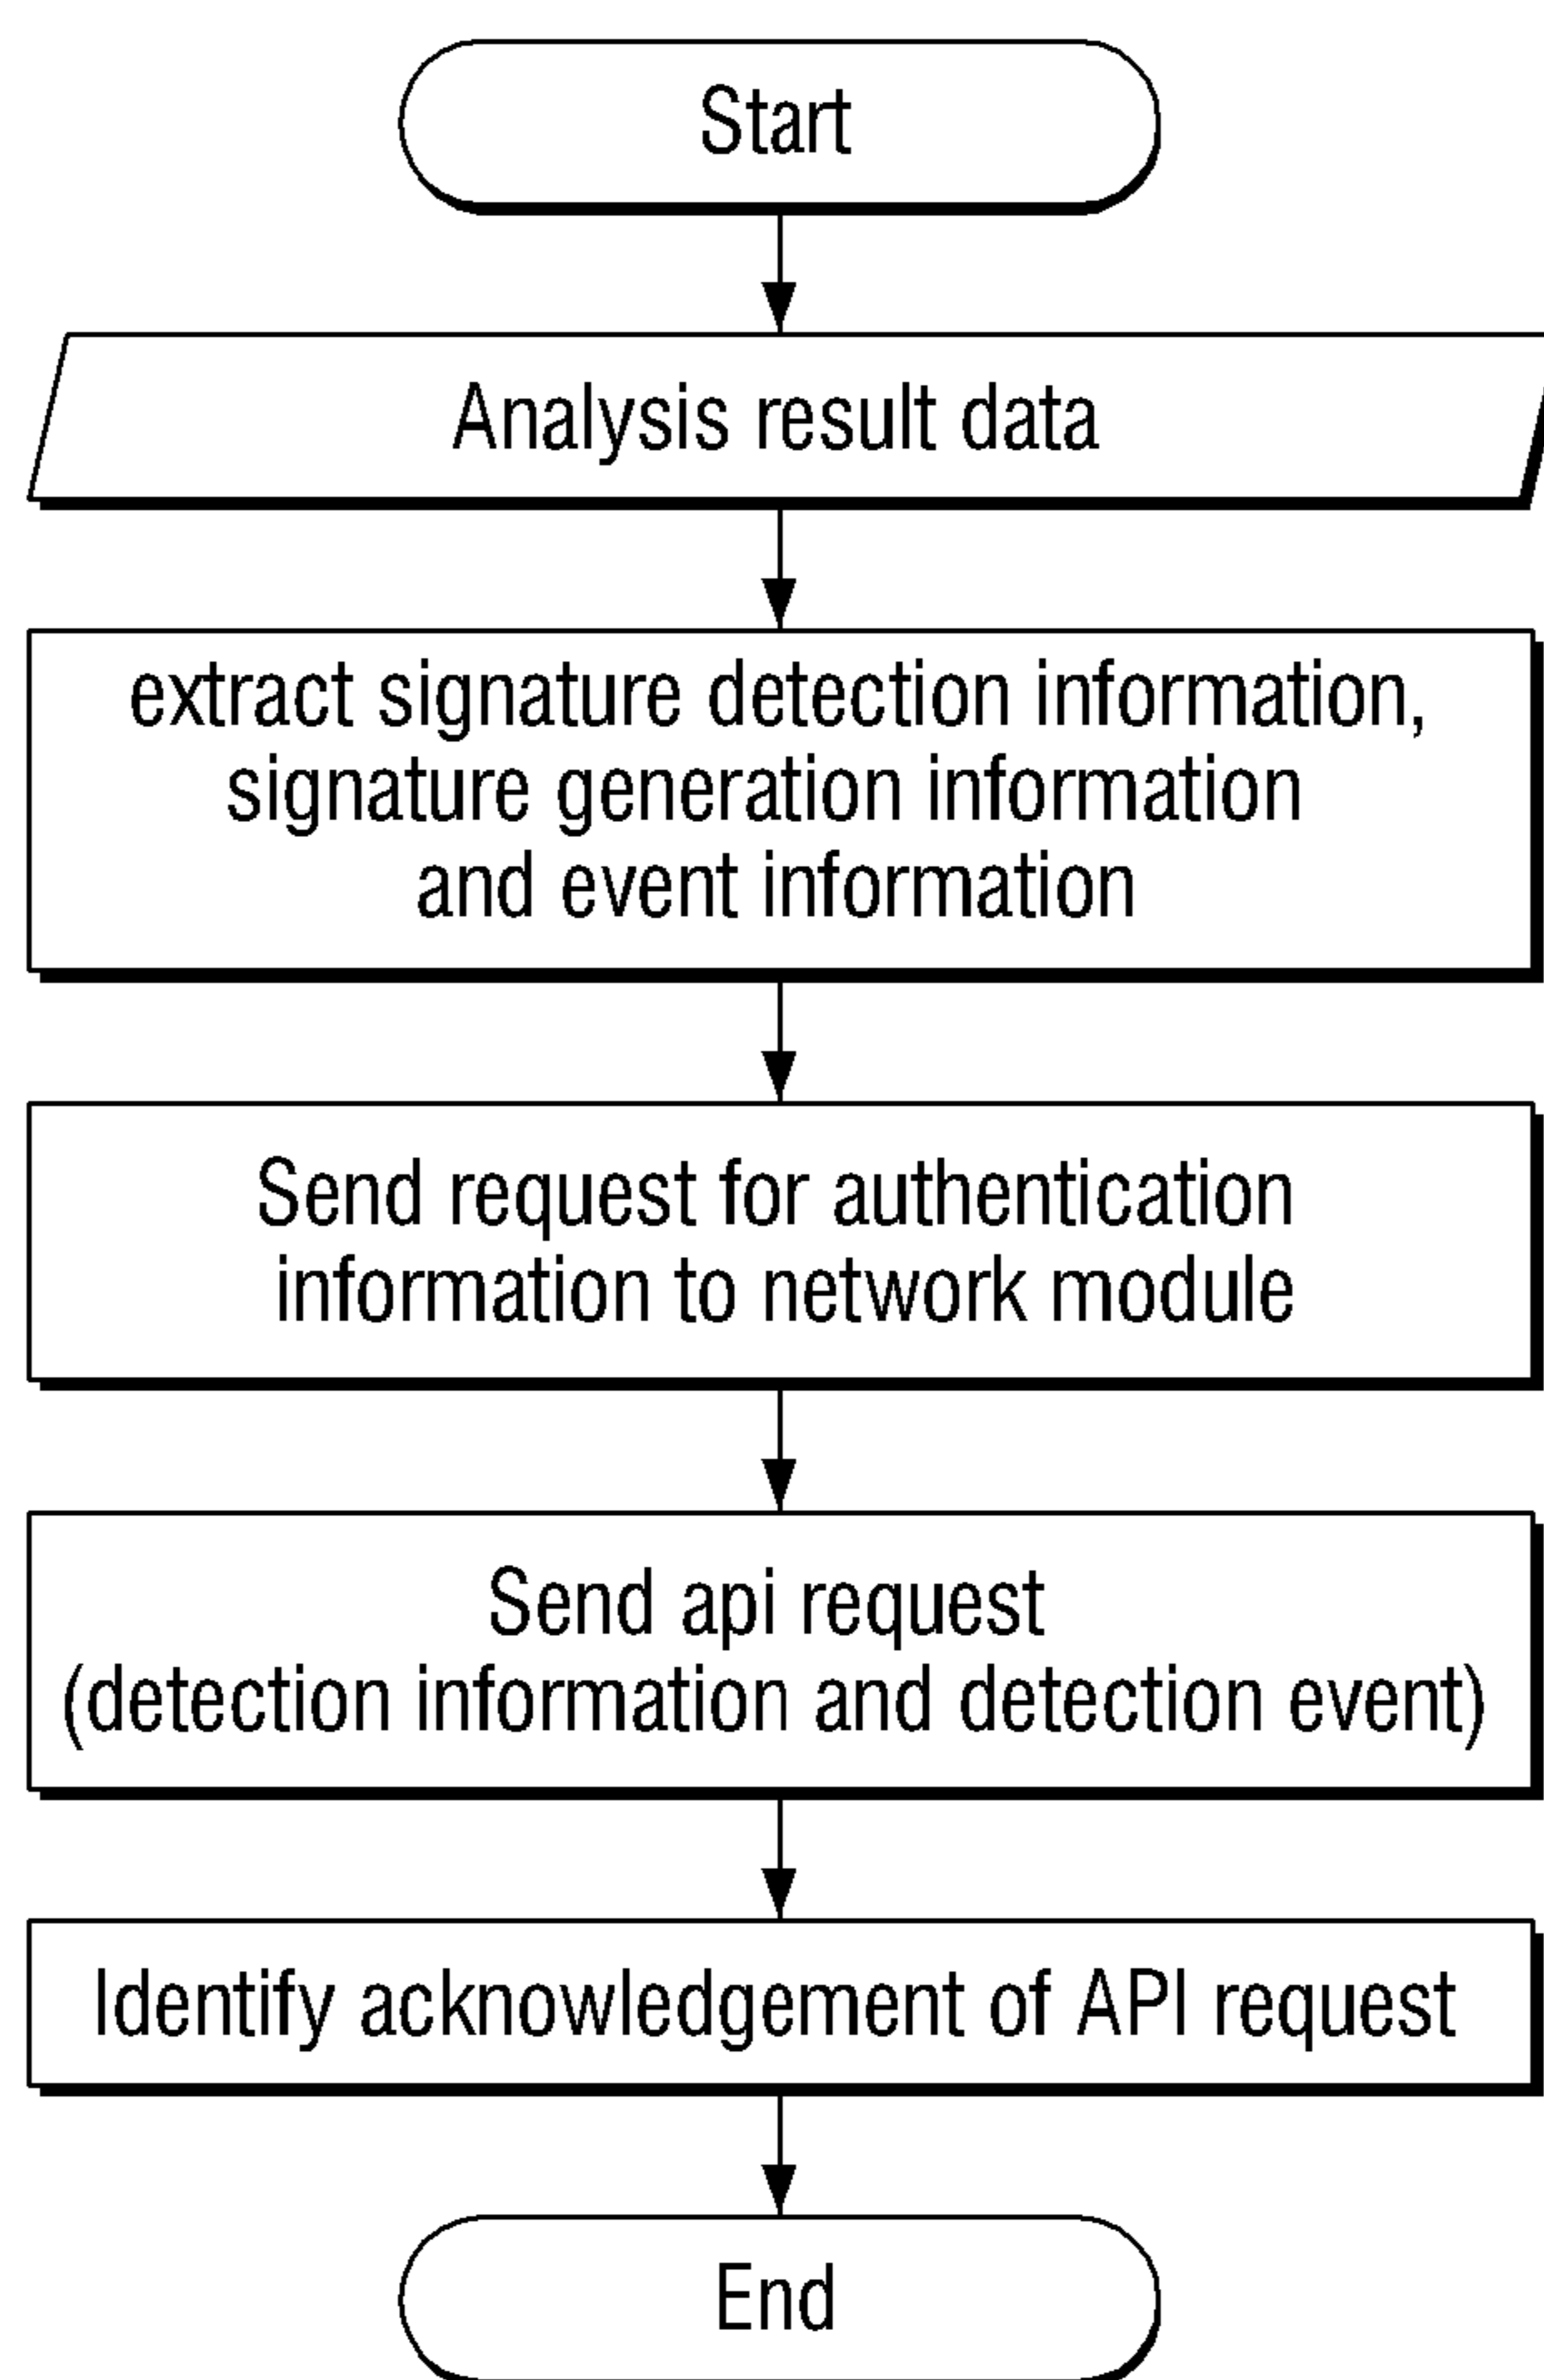 Start
Analysis result data
extract signature detection information,
signature generation information
and event information
Send request for authentication
information to network module
Send api request
(detection information and detection event)
Identify acknowledgement of API request
End